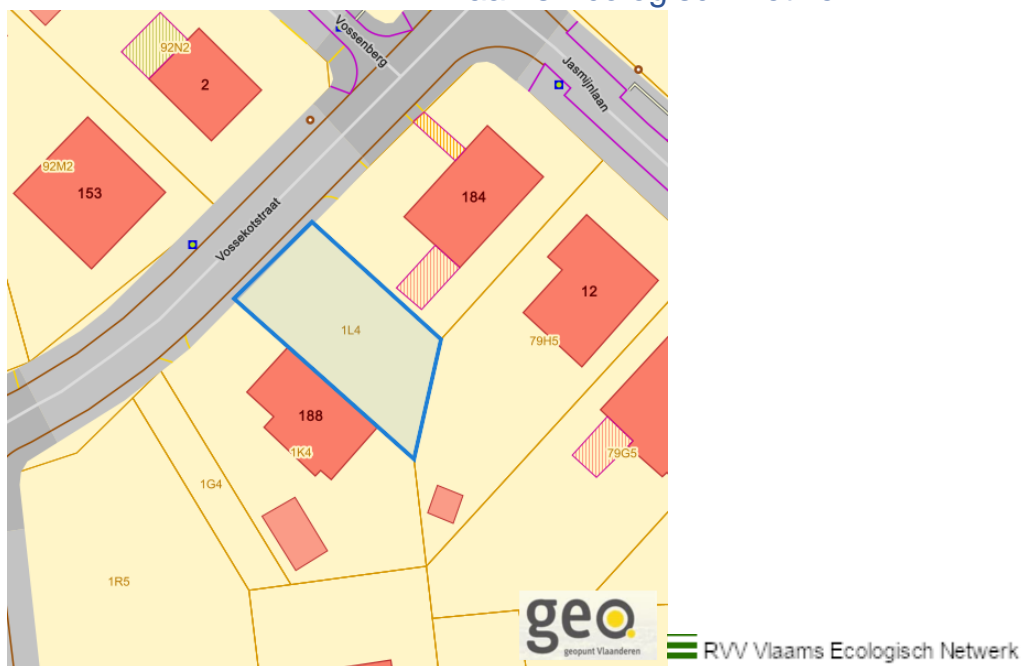 Vossenberg
92N2
2
Jasmijnlaan
92M2
153
184
Vossekotstraat
12
1L4
79H5
188
1K4
79G5
1G4
1R5
geo.
geopunt Vlaanderen
RVV Vlaams Ecologisch Netwerk